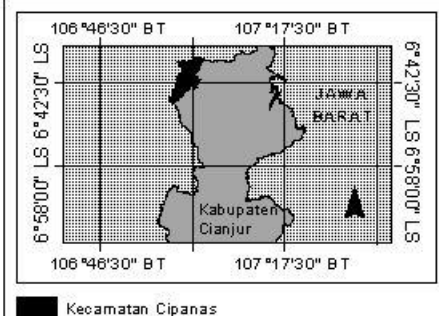 106°46'30" BT 107°17'30" BT
6°42'30" LS
6°58'00" LS
6°42'30" LS
6°58'00" LS
JAWA
BARAT
Kabupaten
Cianjur
106°46'30" BT 107°17'30" BT
Kecamatan Cipanas